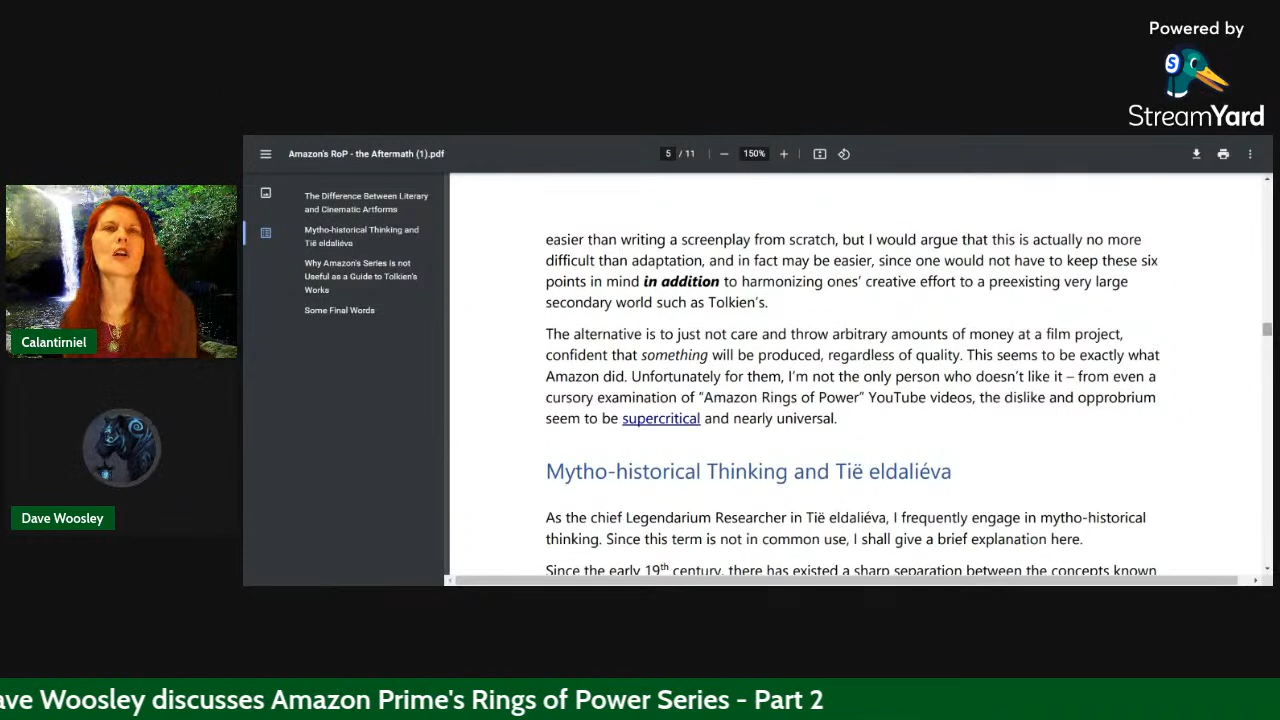 Powered by
S
StreamYard
Amazon's RoP - the Aftermath (1).pdf
5 / 11
150%
The Difference Between Literary
and Cinematic Artforms
Mytho-historical Thinking and
Tië eldaliéva
Why Amazon's Series is not
Useful as a Guide to Tolkien's
Works
Some Final Words
easier than writing a screenplay from scratch, but I would argue that this is actually no more
difficult than adaptation, and in fact may be easier, since one would not have to keep these six
points in mind in addition to harmonizing ones' creative effort to a preexisting very large
secondary world such as Tolkien's.
The alternative is to just not care and throw arbitrary amounts of money at a film project,
confident that something will be produced, regardless of quality. This seems to be exactly what
Amazon did. Unfortunately for them, I'm not the only person who doesn't like it – from even a
cursory examination of "Amazon Rings of Power" YouTube videos, the dislike and opprobrium
seem to be supercritical and nearly universal.
Mytho-historical Thinking and Tië eldaliéva
As the chief Legendarium Researcher in Tië eldaliéva, I frequently engage in mytho-historical
thinking. Since this term is not in common use, I shall give a brief explanation here.
Since the early 19th century, there has existed a sharp separation between the concepts known
Calantirniel
Dave Woosley
ave Woosley discusses Amazon Prime's Rings of Power Series - Part 2